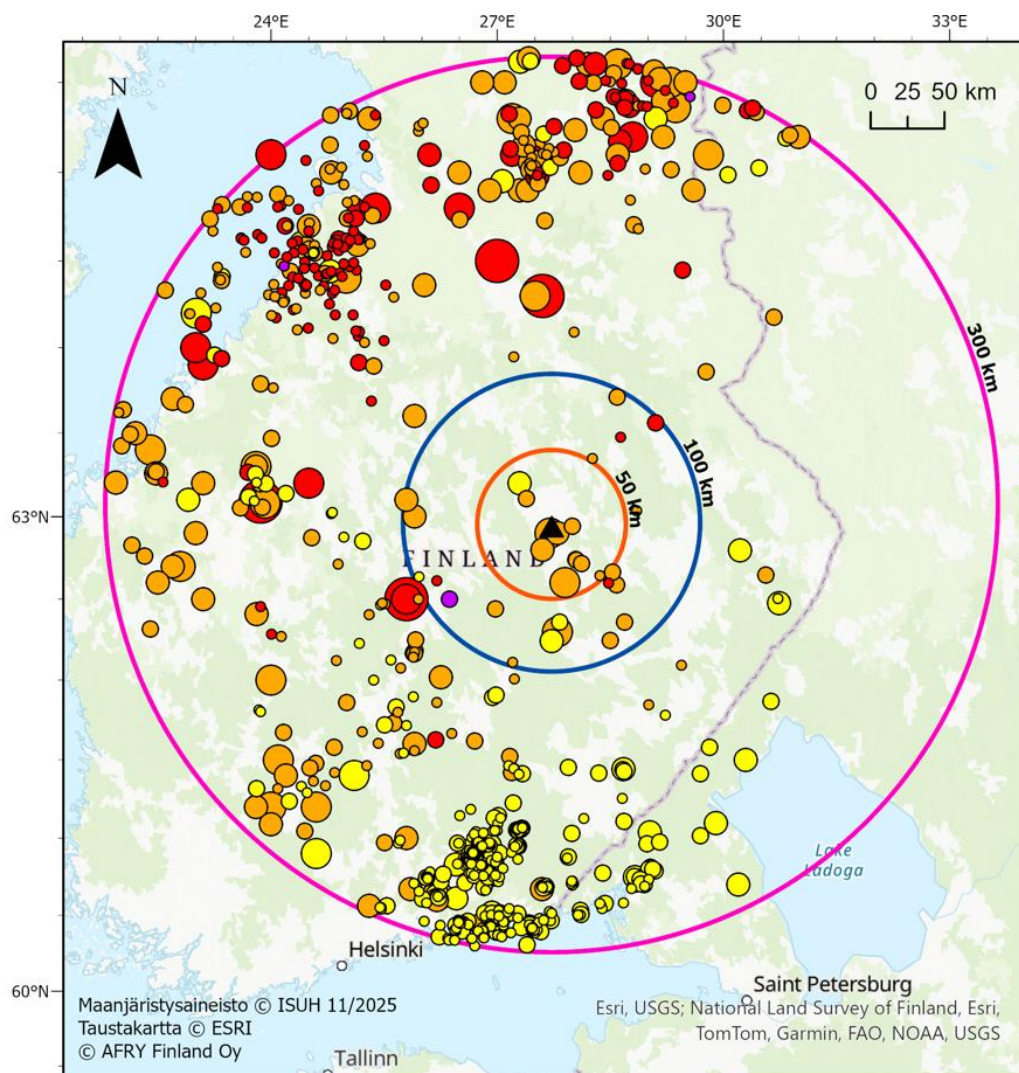 24°E 27°E 30°E 33°E
N
0 25 50 km
300 km
100 km
50 km
63°N
FINLAND
Lake
Ladoga
Helsinki
60°N
Saint Petersburg
Maanjäristysaineisto © ISUH 11/2025
Taustakartta © ESRI
© AFRY Finland Oy
Esri, USGS; National Land Survey of Finland, Esri,
TomTom, Garmin, FAO, NOAA, USGS
Tallinn